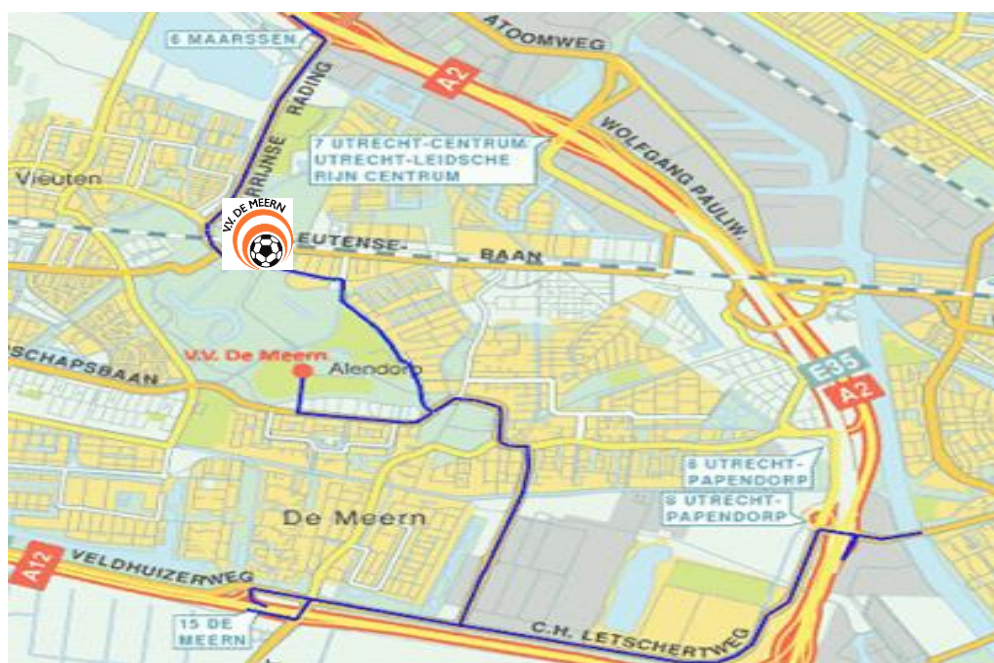 6 MAARSSEN
ATOOMWEG
A2
RRIJNSE RADING
WOLFGANG PAULIW.
7 UTRECHT-CENTRUM
UTRECHT-LEIDSCHE
RIJN CENTRUM
Vleuten
V.V. DE MEERN
LEUTENSE-
BAAN
SCHAPSBAAN
V.V. De Meern
Alendorp
E35
A2
8 UTRECHT-
PAPENDORP
8 UTRECHT-
PAPENDORP
De Meern
A12
VELDHUIZERWEG
15 DE
MEERN
C.H. LETSCHERTWEG